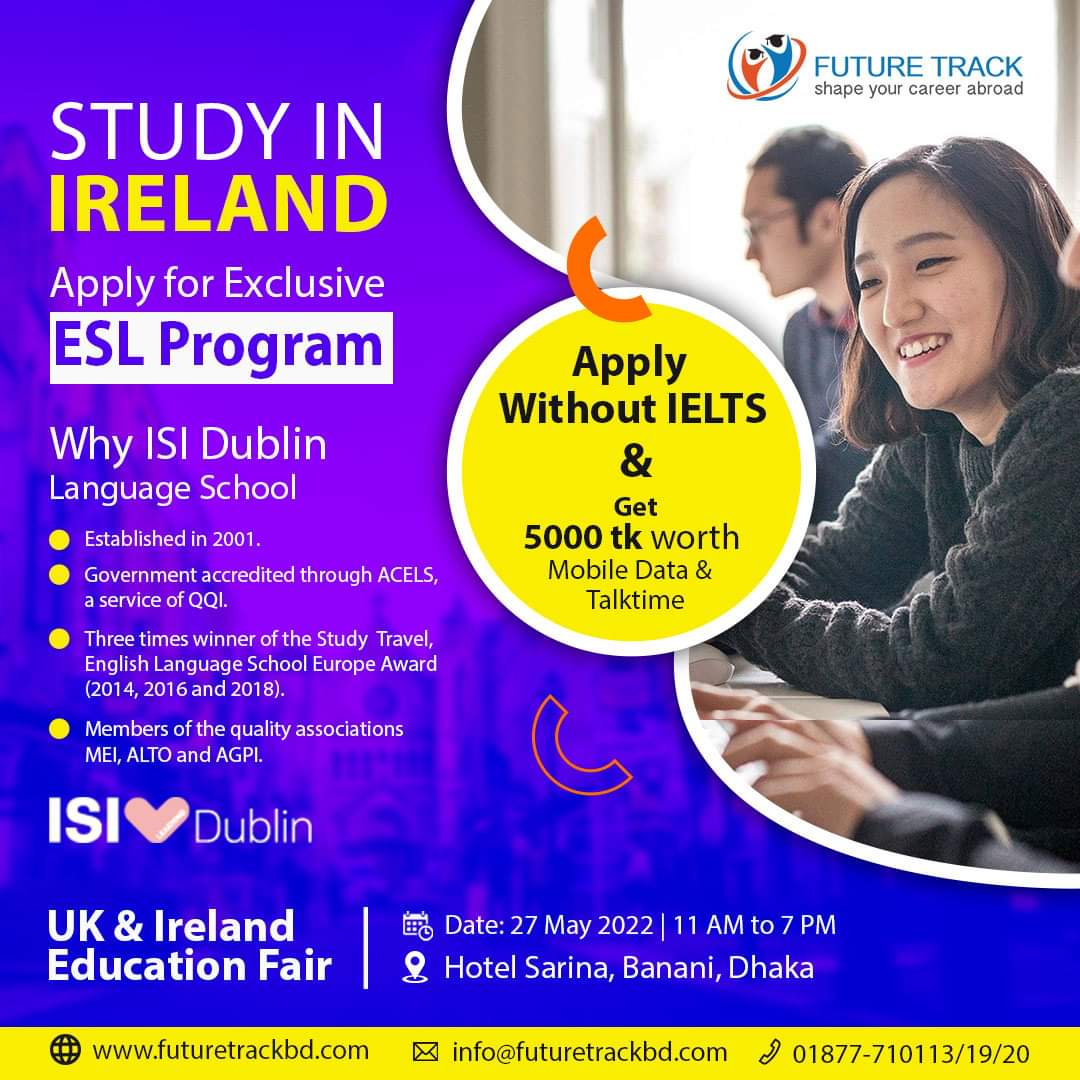 FUTURE TRACK
shape your career abroad
STUDY IN
IRELAND
Apply for Exclusive
ESL Program
Why ISI Dublin
Language School
Established in 2001.
Government accredited through ACELS,
a service of QQI.
Three times winner of the Study Travel,
English Language School Europe Award
(2014, 2016 and 2018).
Members of the quality associations
MEI, ALTO and AGPI.
Apply
Without IELTS
&
Get
5000 tk worth
Mobile Data &
Talktime
ISI LEARNING Dublin
UK & Ireland
Education Fair
Date: 27 May 2022 | 11 AM to 7 PM
Hotel Sarina, Banani, Dhaka
www.futuretrackbd.com info@futuretrackbd.com 01877-710113/19/20